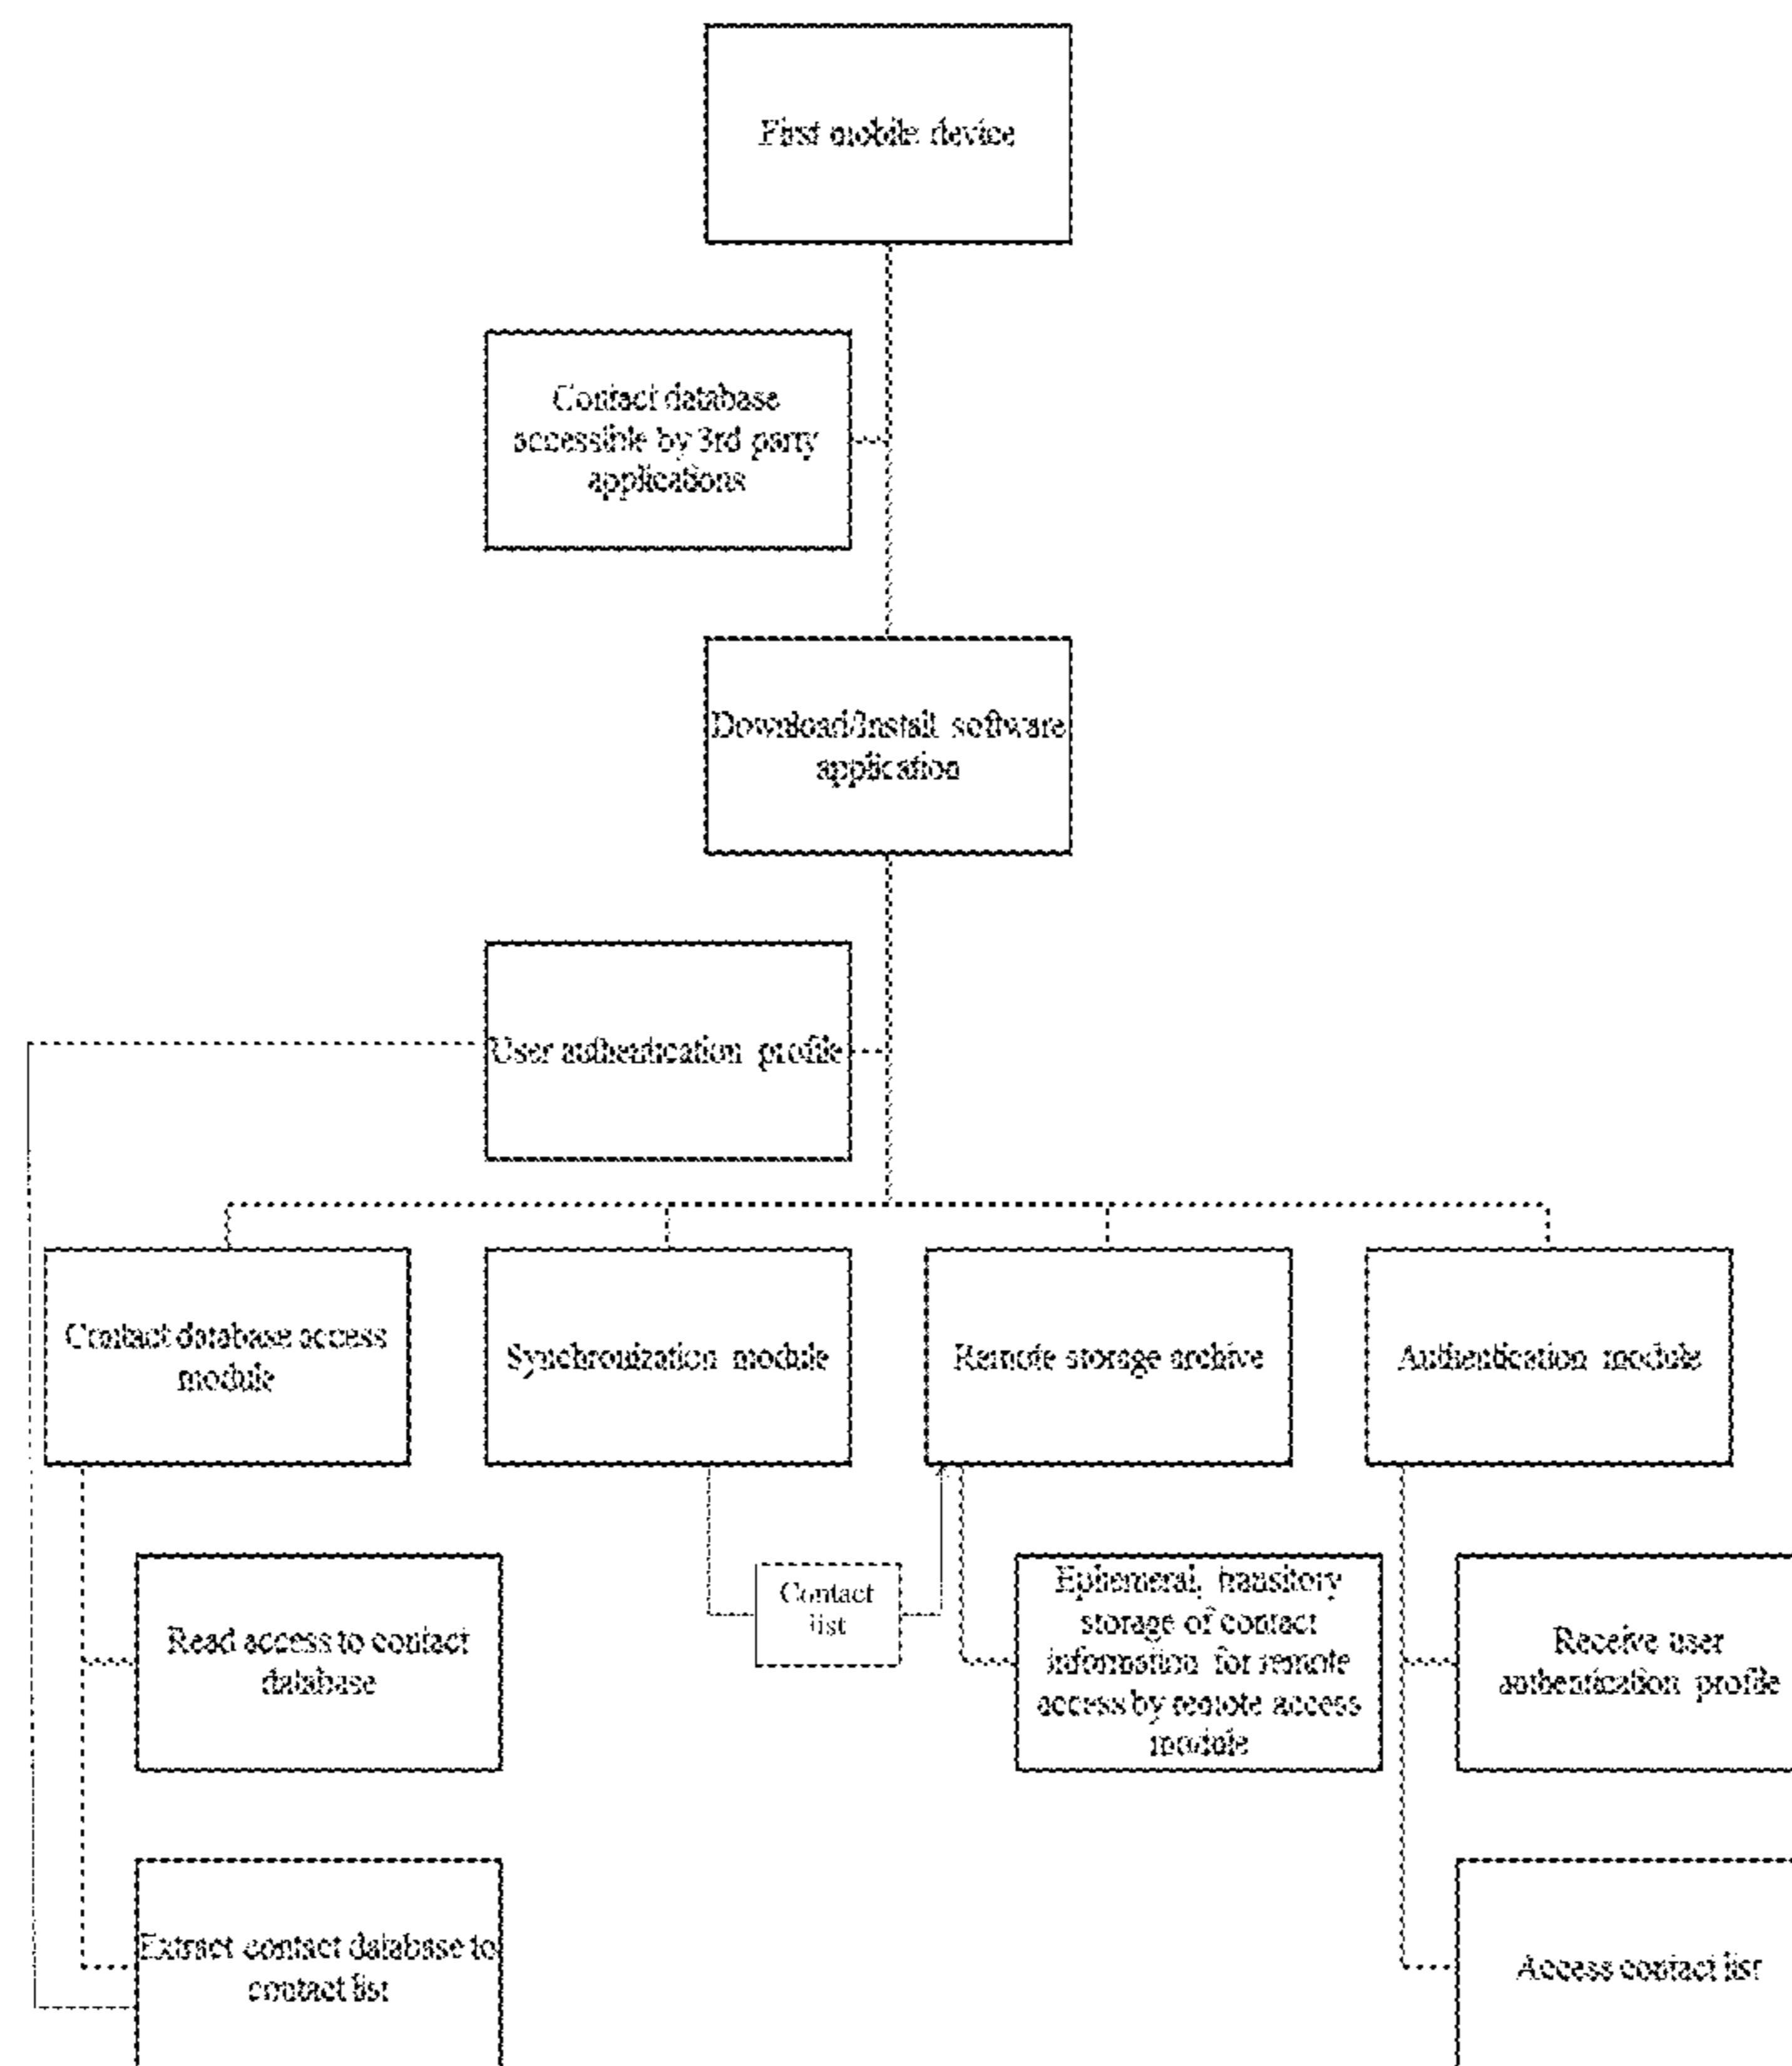 First mobile device
Contact database
accessible by 3rd party
applications
Download/Install software
application
User authentication profile
Contact database access
module
Synchronization module
Remote storage archive
Authentication module
Read access to contact
database
Contact
list
Ephemeral, transitory
storage of contact
information for remote
access by remote access
module
Receive user
authentication profile
Extract contact database to
contact list
Access contact list